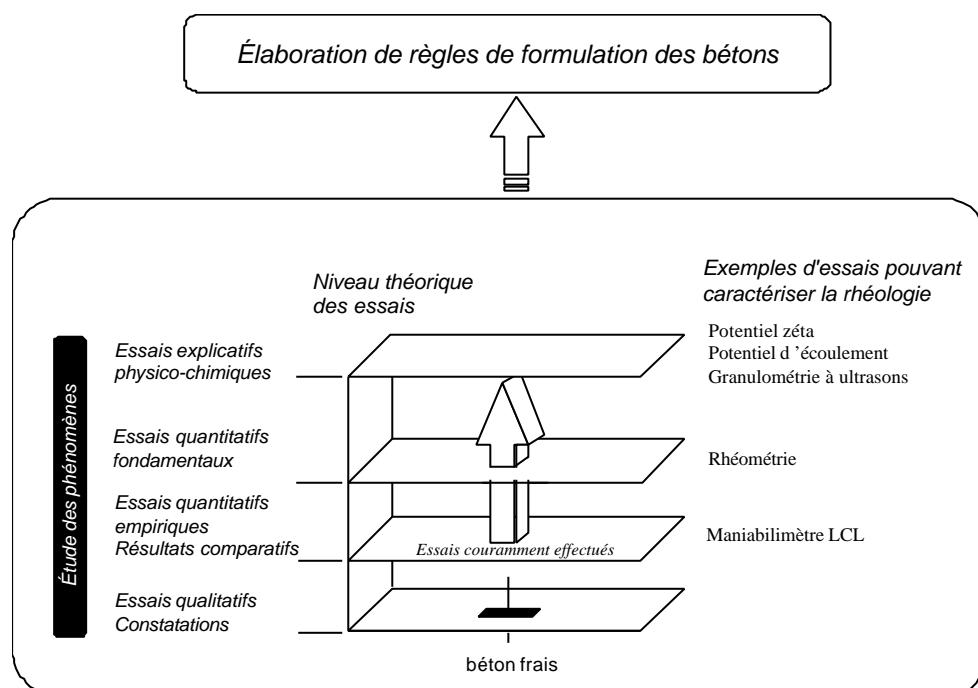 Élaboration de règles de formulation des bétons
Niveau théorique
des essais
Exemples d'essais pouvant
caractériser la rhéologie
Étude des phénomènes
Essais explicatifs
physico-chimiques
Potentiel zéta
Potentiel d ’écoulement
Granulométrie à ultrasons
Essais quantitatifs
fondamentaux
Rhéométrie
Essais quantitatifs
empiriques
Résultats comparatifs
Essais couramment effectués
Maniabilimètre LCL
Essais qualitatifs
Constatations
béton frais